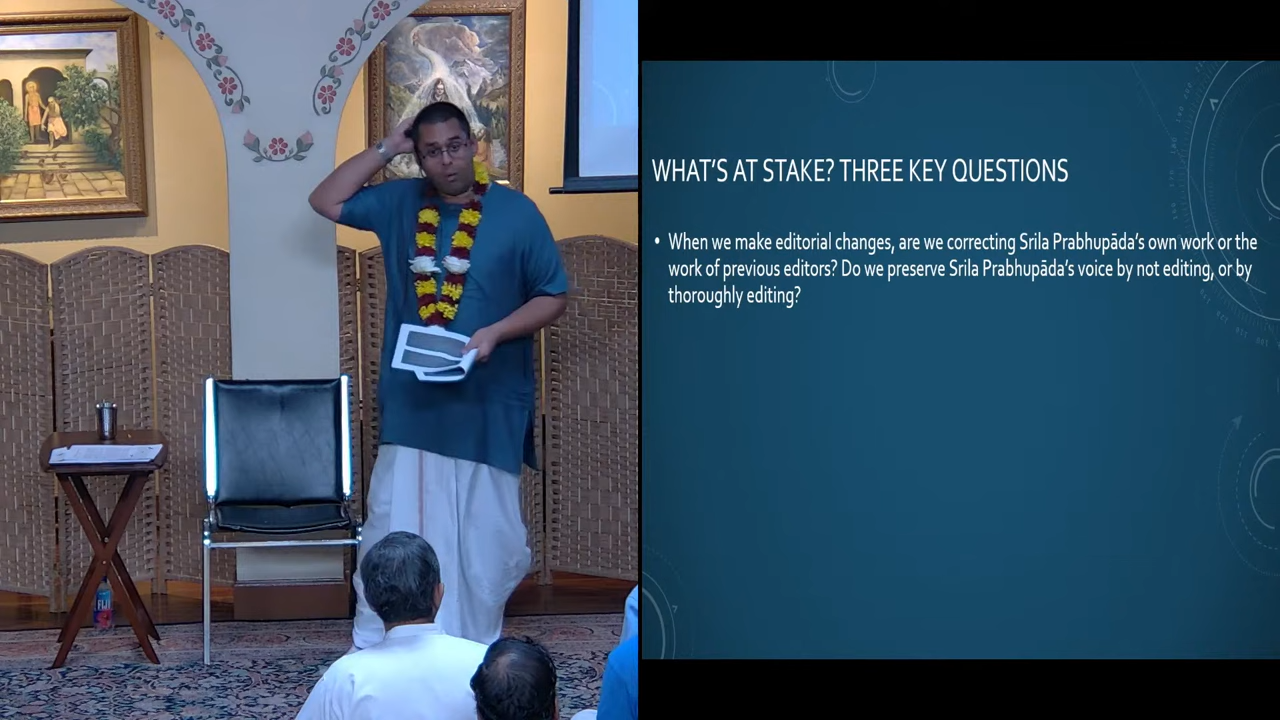 WHAT'S AT STAKE? THREE KEY QUESTIONS
• When we make editorial changes, are we correcting Srila Prabhupāda's own work or the
work of previous editors? Do we preserve Srila Prabhupāda's voice by not editing, or by
thoroughly editing?
FIJI